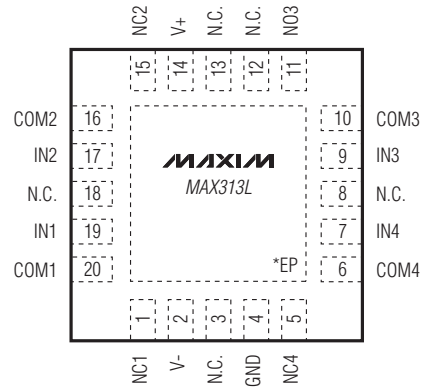 NC2 V+ N.C. N.C. NO3
15 14 13 12 11
COM2 16 10 COM3
IN2 17 9 IN3
N.C. 18 8 N.C.
IN1 19 7 IN4
COM1 20 6 COM4
MAXIM
MAX313L
*EP
1 2 3 4 5
NC1 V- N.C. GND NC4